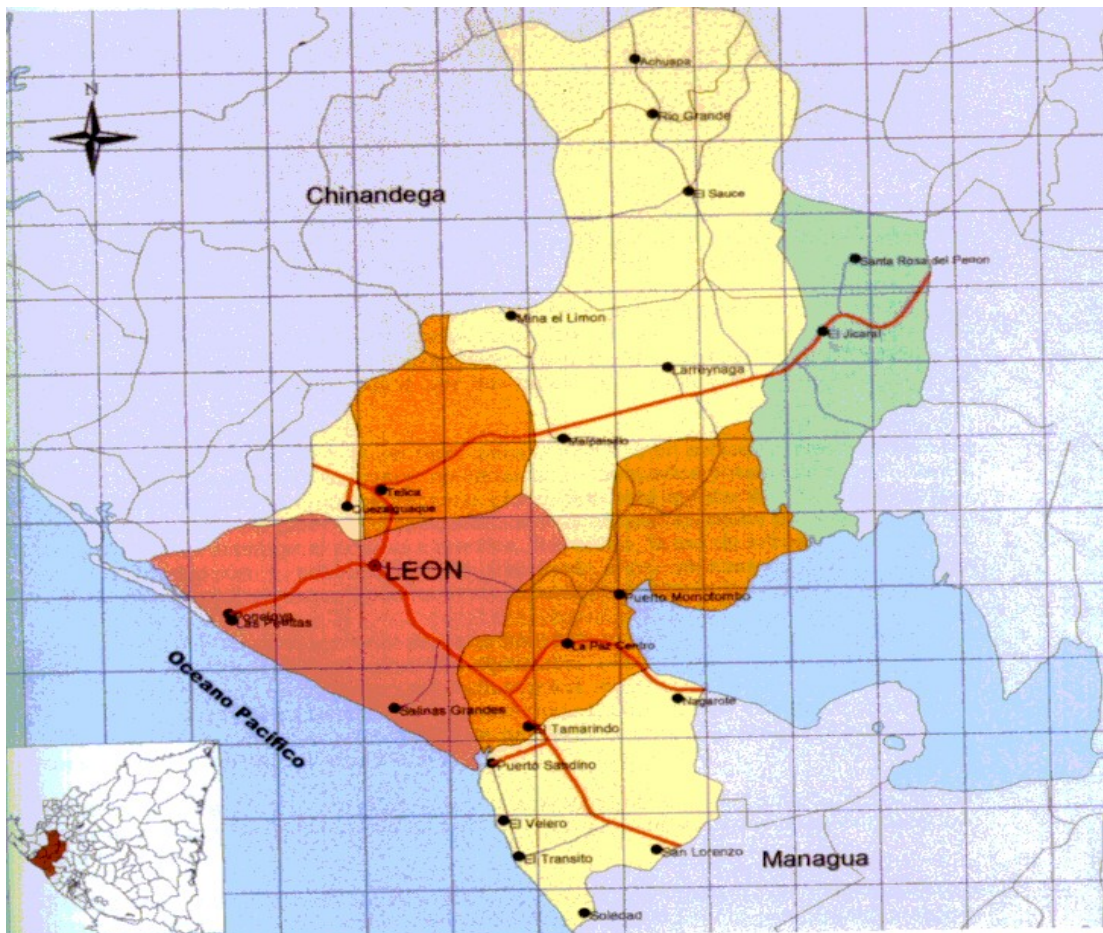 Achuapa
N
Rio Grande
Chinandega
El Sauce
Santa Rosa del Penon
Mina el Limon
El Jicaral
Larreynaga
Malpaisillo
Telica
Quezalguaque
LEON
Puerto Momotombo
Poneloya
Las Peñitas
La Paz Centro
Oceano Pacifico
Salinas Grandes
Nagarote
El Tamarindo
Puerto Sandino
El Velero
San Lorenzo
Managua
El Transito
Soledad